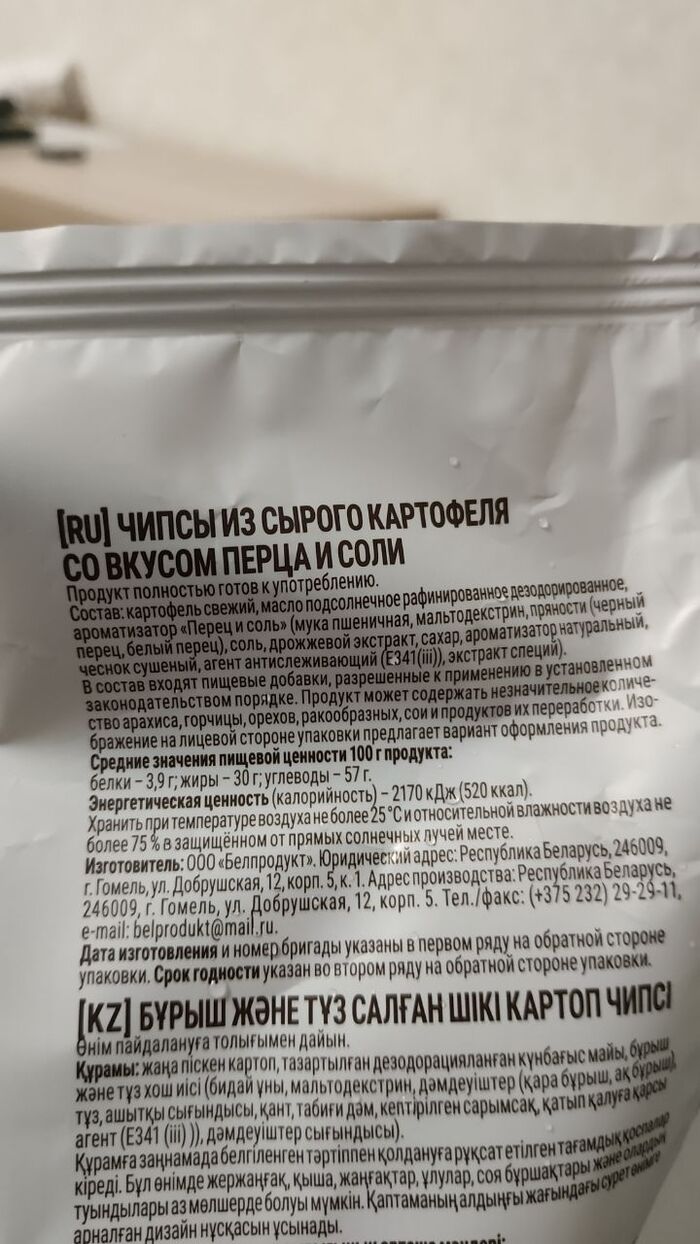 [RU] ЧИПСЫ ИЗ СЫРОГО КАРТОФЕЛЯ
СО ВКУСОМ ПЕРЦА И СОЛИ
Продукт полностью готов к употреблению.
Состав: картофель свежий, масло подсолнечное рафинированное дезодорированное,
ароматизатор «Перец и соль» (мука пшеничная, мальтодекстрин, пряности (черный
перец, белый перец), соль, дрожжевой экстракт, сахар, ароматизатор натуральный,
чеснок сушеный, агент антислеживающий (Е341(iii)), экстракт специй).
В состав входят пищевые добавки, разрешенные к применению в установленном
законодательством порядке. Продукт может содержать незначительное количе-
ство арахиса, горчицы, орехов, ракообразных, сои и продуктов их переработки. Изо-
бражение на лицевой стороне упаковки предлагает вариант оформления продукта.
Средние значения пищевой ценности 100 г продукта:
белки – 3,9 г; жиры – 30 г; углеводы – 57 г.
Энергетическая ценность (калорийность) – 2170 кДж (520 ккал).
Хранить при температуре воздуха не более 25 °С и относительной влажности воздуха не
более 75 % в защищённом от прямых солнечных лучей месте.
Изготовитель: ООО «Белпродукт». Юридический адрес: Республика Беларусь, 246009,
г. Гомель, ул. Добрушская, 12, корп. 5, к. 1. Адрес производства: Республика Беларусь,
246009, г. Гомель, ул. Добрушская, 12, корп. 5. Тел./факс: (+375 232) 29-29-11,
e-mail: belprodukt@mail.ru.
Дата изготовления и номер бригады указаны в первом ряду на обратной стороне
упаковки. Срок годности указан во втором ряду на обратной стороне упаковки.
[KZ] БҰРЫШ ЖӘНЕ ТҰЗ САЛҒАН ШІКІ КАРТОП ЧИПСІ
Өнім пайдалануға толығымен дайын.
Құрамы: жаңа піскен картоп, тазартылған дезодорацияланған күнбағыс майы, бұрыш
және тұз хош иісі (бидай ұны, мальтодекстрин, дәмдеуіштер (қара бұрыш, ақ бұрыш),
тұз, ашытқы сығындысы, қант, табиғи дәм, кептірілген сарымсақ, қатып қалуға қарсы
агент (Е341 (iii) )), дәмдеуіштер сығындысы).
Құрамға заңнамада белгіленген тәртіппен қолдануға рұқсат етілген тағамдық қоспалар
кіреді. Бұл өнімде жержаңғақ, қыша, жаңғақтар, ұлулар, соя бұршақтары және олардың
туындылары аз мөлшерде болуы мүмкін. Қаптаманың алдыңғы жағындағы сурет өнімге
арналған дизайн нұсқасын ұсынады.